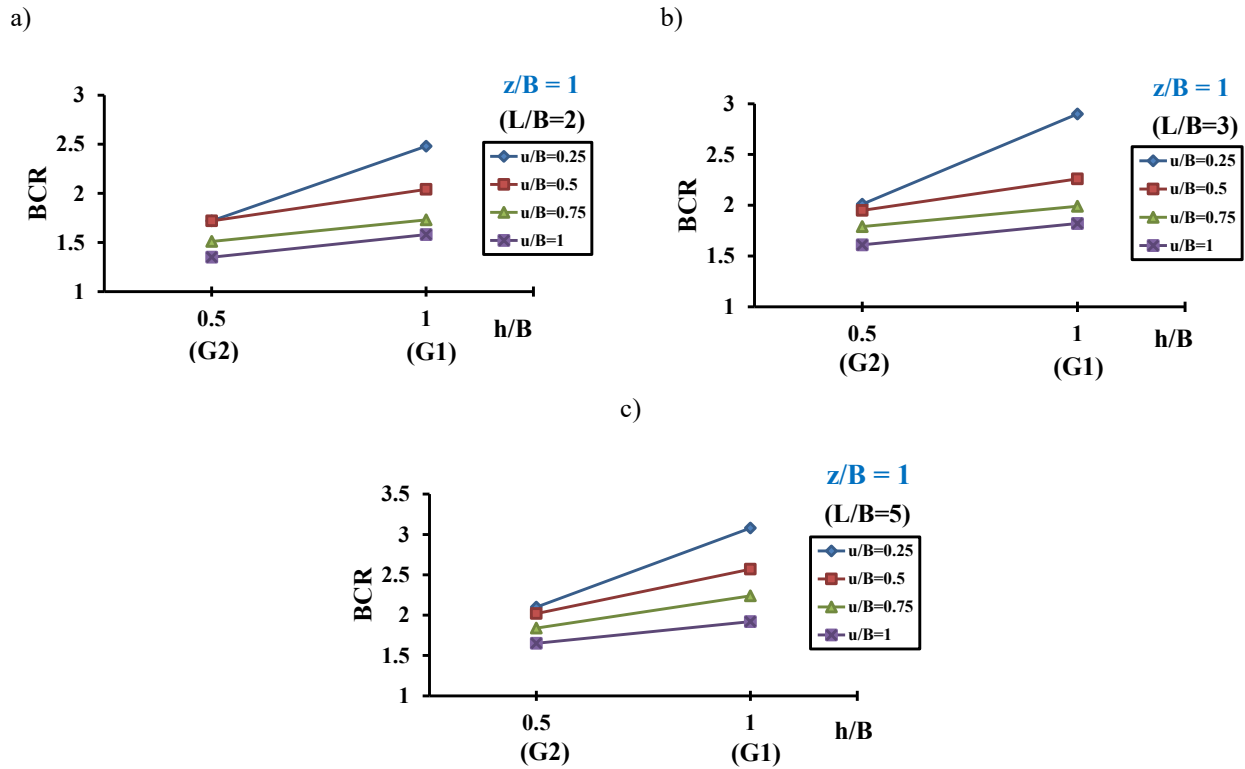 a)
z/B = 1
(L/B=2)
BCR
3
2.5
2
1.5
1
u/B=0.25
u/B=0.5
u/B=0.75
u/B=1
0.5 1 h/B
(G2) (G1)
b)
z/B = 1
(L/B=3)
BCR
3
2.5
2
1.5
1
u/B=0.25
u/B=0.5
u/B=0.75
u/B=1
0.5 1 h/B
(G2) (G1)
c)
z/B = 1
(L/B=5)
BCR
3.5
3
2.5
2
1.5
1
u/B=0.25
u/B=0.5
u/B=0.75
u/B=1
0.5 1 h/B
(G2) (G1)